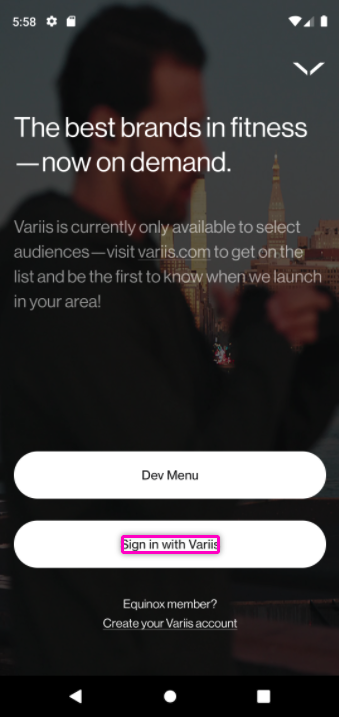 5:58
The best brands in fitness
—now on demand.
Variis is currently only available to select
audiences—visit variis.com to get on the
list and be the first to know when we launch
in your area!
Dev Menu
Sign in with Variis
Equinox member?
Create your Variis account